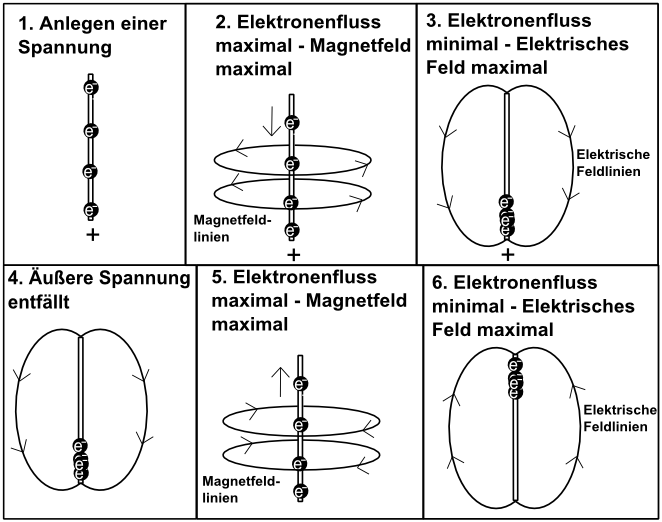 1. Anlegen einer
Spannung
e⁻
e⁻
e⁻
e⁻
+
2. Elektronenfluss
maximal - Magnetfeld
maximal
e⁻
e⁻
e⁻
e⁻
Magnetfeld-
linien
+
3. Elektronenfluss
minimal - Elektrisches
Feld maximal
Elektrische
Feldlinien
e⁻
e⁻
e⁻
e⁻
+
4. Äußere Spannung
entfällt
e⁻
e⁻
e⁻
e⁻
5. Elektronenfluss
maximal - Magnetfeld
maximal
e⁻
e⁻
e⁻
e⁻
Magnetfeld-
linien
6. Elektronenfluss
minimal - Elektrisches
Feld maximal
e⁻
e⁻
e⁻
e⁻
Elektrische
Feldlinien